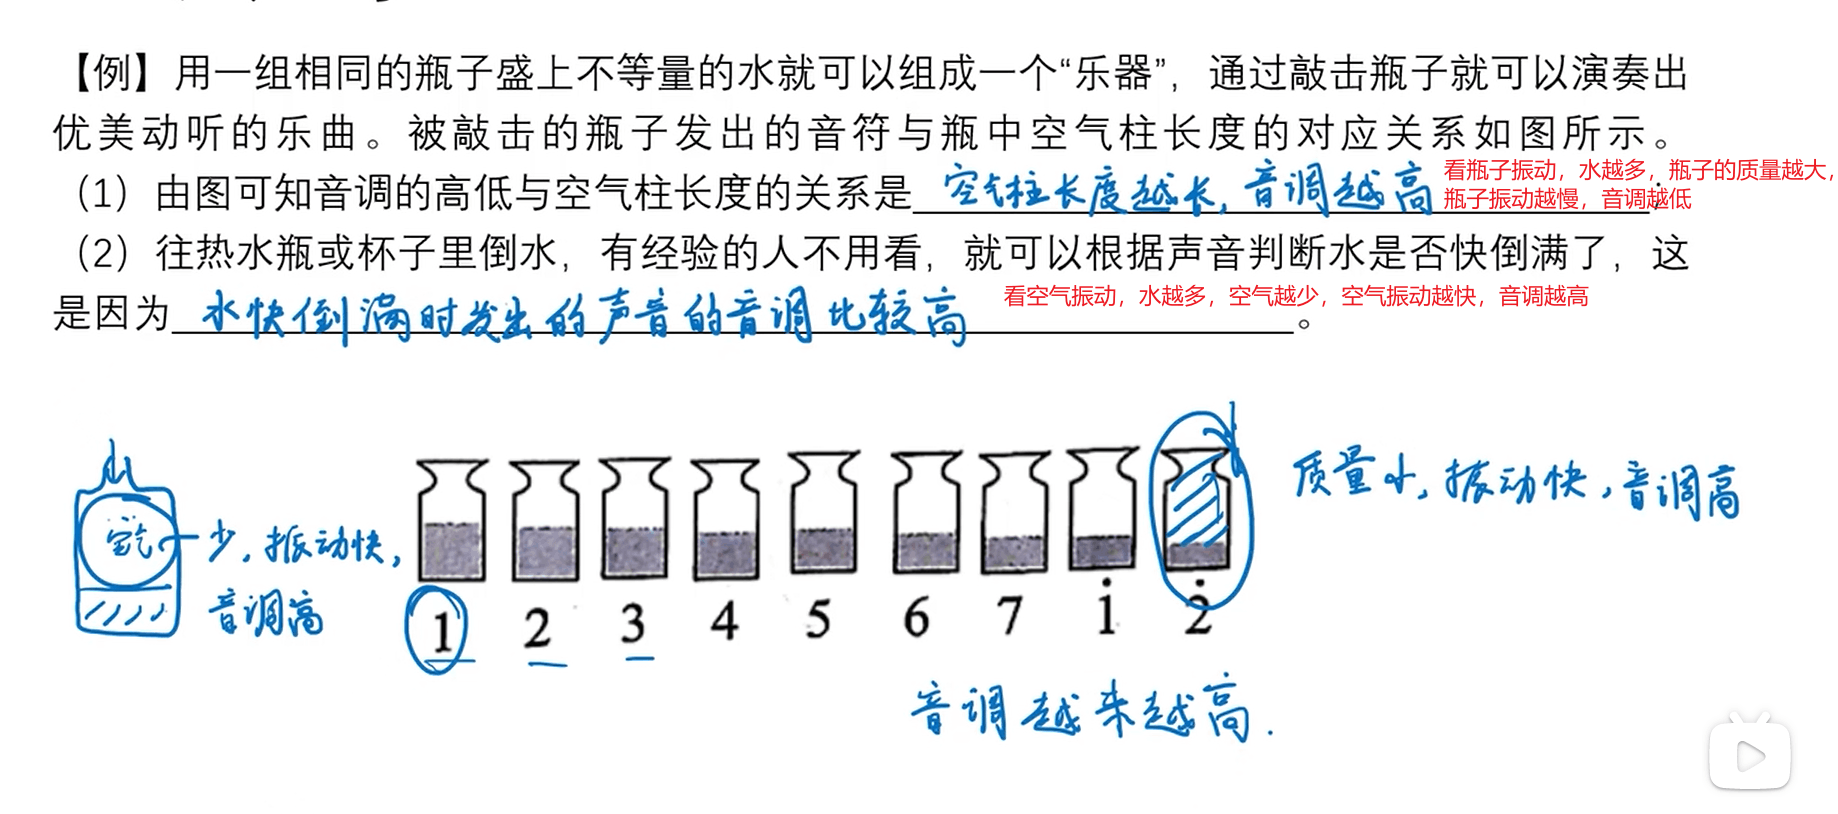 【例】用一组相同的瓶子盛上不等量的水就可以组成一个“乐器”，通过敲击瓶子就可以演奏出
优美动听的乐曲。被敲击的瓶子发出的音符与瓶中空气柱长度的对应关系如图所示。
（1）由图可知音调的高低与空气柱长度的关系是 空气柱长度越长，音调越高 ；
看瓶子振动，水越多，瓶子的质量越大，
瓶子振动越慢，音调越低
（2）往热水瓶或杯子里倒水，有经验的人不用看，就可以根据声音判断水是否快倒满了，这
是因为 水快倒满时发出的声音的音调比较高 。
看空气振动，水越多，空气越少，空气振动越快，音调越高
质量小，振动快，音调高
空气 少，振动快，
音调高
1 2 3 4 5 6 7 1̇ 2̇
音调越来越高.